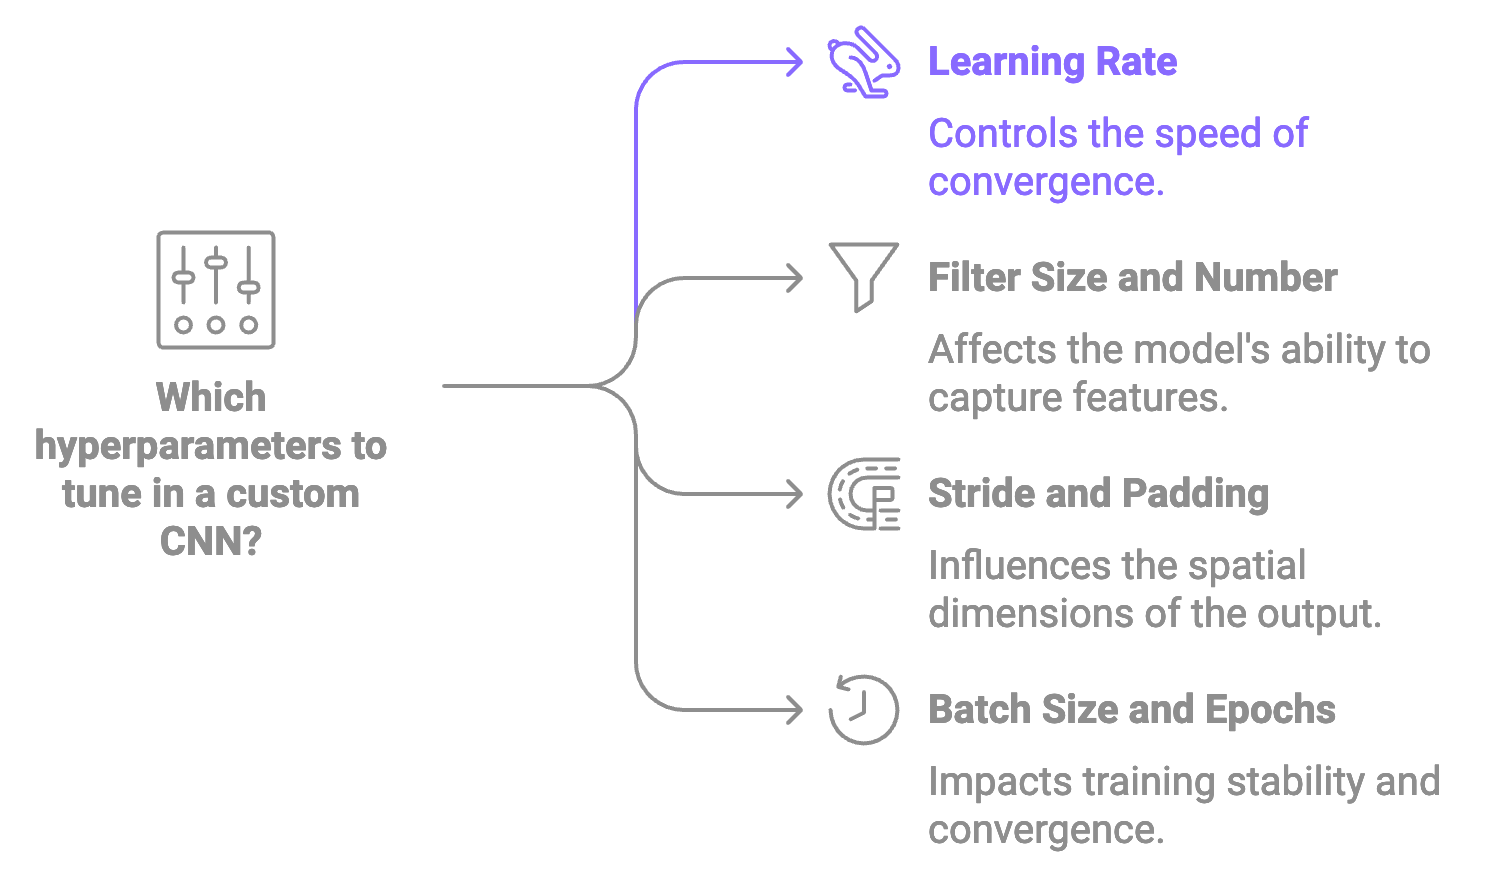 Which
hyperparameters to
tune in a custom
CNN?
Learning Rate
Controls the speed of
convergence.
Filter Size and Number
Affects the model's ability to
capture features.
Stride and Padding
Influences the spatial
dimensions of the output.
Batch Size and Epochs
Impacts training stability and
convergence.